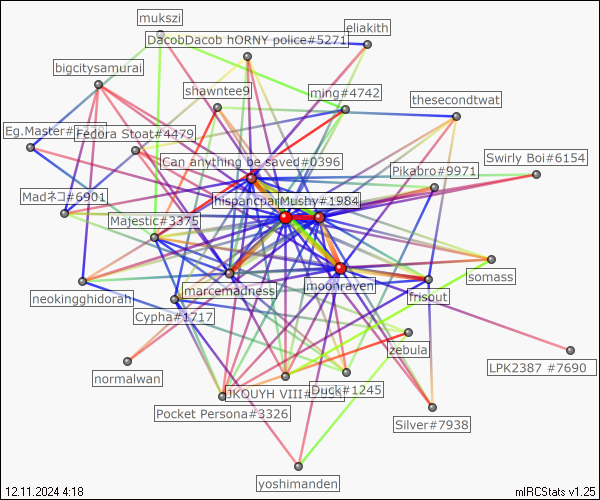 mukszi
eliakith
DacobDacob hORNY police#5271
bigcitysamurai
shawntee9
ming#4742
thesecondtwat
Eg.Master#
Fedora Stoat#4479
Can anything be saved#0396
Swirly Boi#6154
Pikabro#9971
Madネコ#6901
hispancpar
Mushy#1984
Majestic#3375
somass
marcemadness
moonraven
frisout
neokingghidorah
Cypha#1717
zebula
LPK2387 #7690
normalwan
JKOUYH VIII#
Duck#1245
Pocket Persona#3326
Silver#7938
yoshimanden
12.11.2024 4:18
mIRCStats v1.25